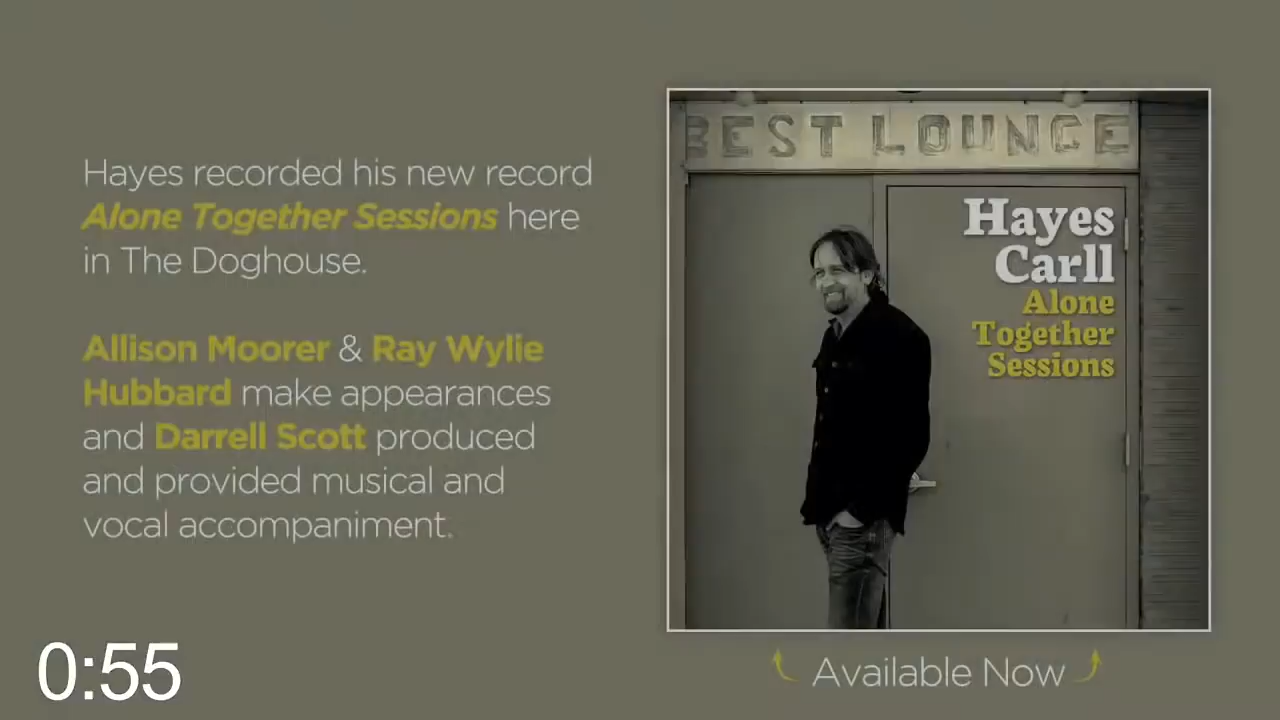 Hayes recorded his new record
Alone Together Sessions here
in The Doghouse.
Allison Moorer & Ray Wylie
Hubbard make appearances
and Darrell Scott produced
and provided musical and
vocal accompaniment.
0:55
BEST LOUNGE
Hayes
Carll
Alone
Together
Sessions
Available Now